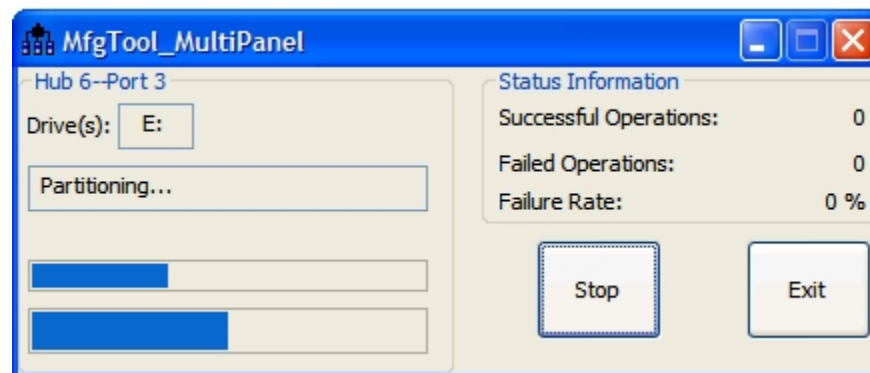 MfgTool_MultiPanel
Hub 6--Port 3
Drive(s): E:
Partitioning...
Status Information
Successful Operations: 0
Failed Operations: 0
Failure Rate: 0 %
Stop
Exit